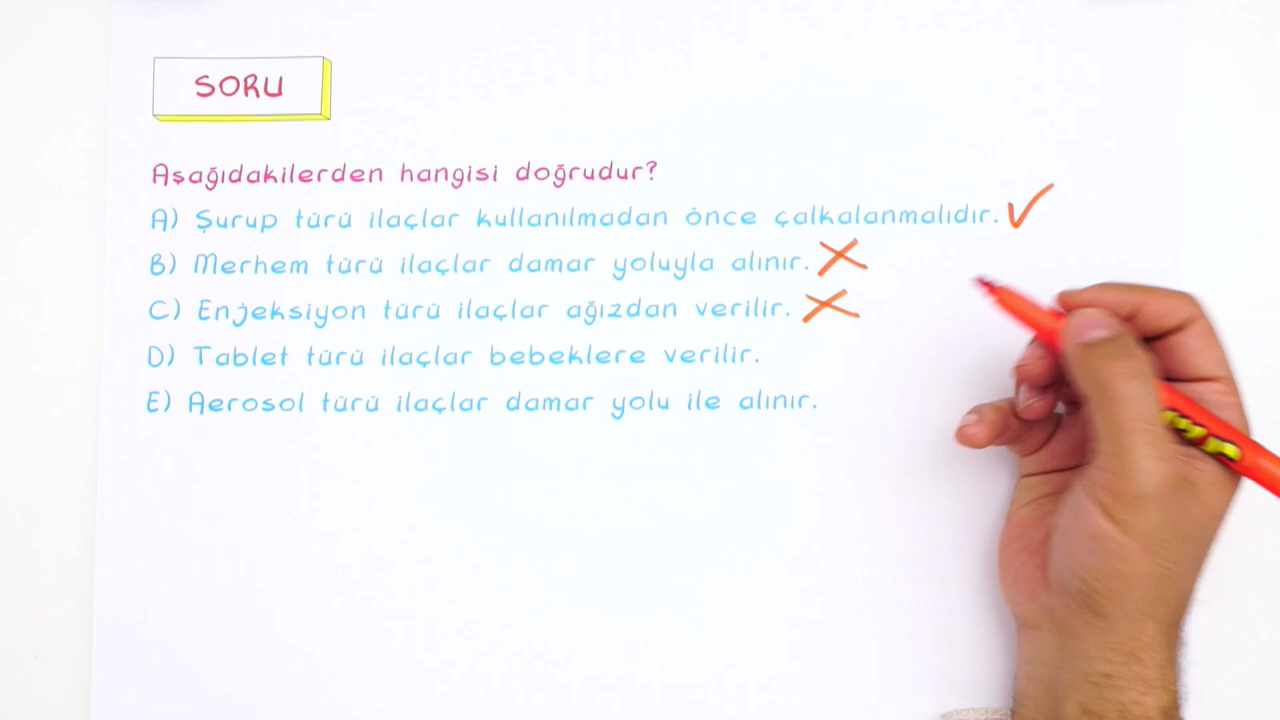 SORU
Aşağıdakilerden hangisi doğrudur?
A) Şurup türü ilaçlar kullanılmadan önce çalkalanmalıdır.
B) Merhem türü ilaçlar damar yoluyla alınır.
C) Enjeksiyon türü ilaçlar ağızdan verilir.
D) Tablet türü ilaçlar bebeklere verilir.
E) Aerosol türü ilaçlar damar yolu ile alınır.